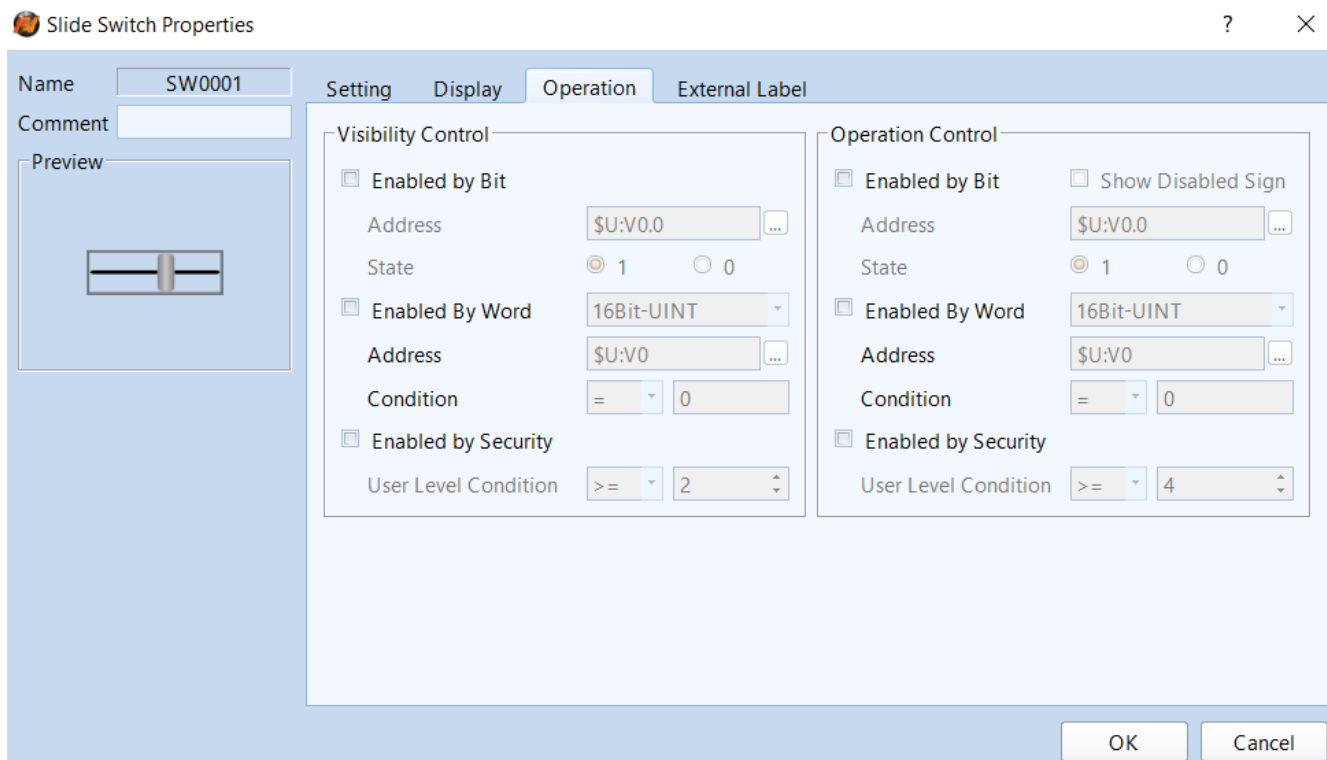 Slide Switch Properties
Name SW0001
Comment
Preview
Setting Display Operation External Label
Visibility Control
Enabled by Bit
Address $U:V0.0 ...
State 1 0
Enabled By Word 16Bit-UINT
Address $U:V0 ...
Condition = 0
Enabled by Security
User Level Condition >= 2
Operation Control
Enabled by Bit Show Disabled Sign
Address $U:V0.0 ...
State 1 0
Enabled By Word 16Bit-UINT
Address $U:V0 ...
Condition = 0
Enabled by Security
User Level Condition >= 4
OK Cancel